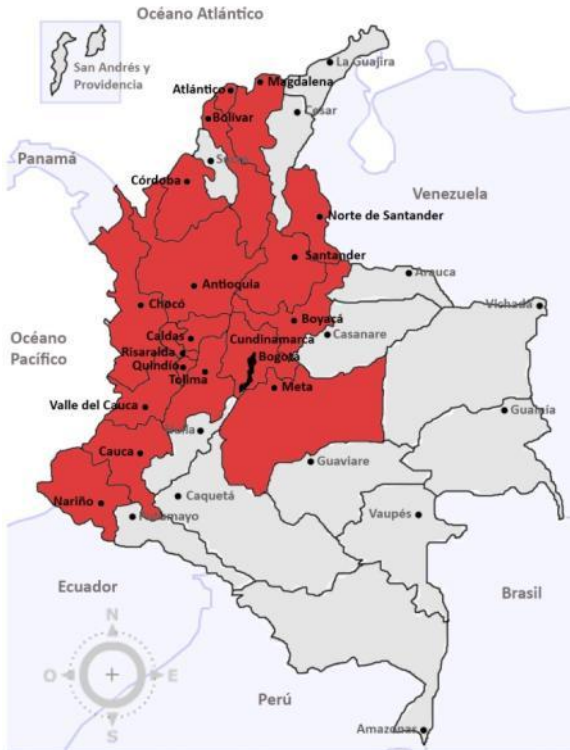 Océano Atlántico
San Andrés y
Providencia
La Guajira
Magdalena
Atlántico
Cesar
Bolívar
Sucre
Panamá
Córdoba
Venezuela
Norte de Santander
Santander
Arauca
Antioquia
Chocó
Vichada
Boyacá
Caldas
Cundinamarca
Casanare
Océano
Pacífico
Risaralda
Bogotá
Quindío
Tolima
Meta
Valle del Cauca
Guainía
Huila
Cauca
Guaviare
Caquetá
Nariño
Putumayo
Vaupés
Ecuador
Brasil
N
O
E
S
Perú
Amazonas